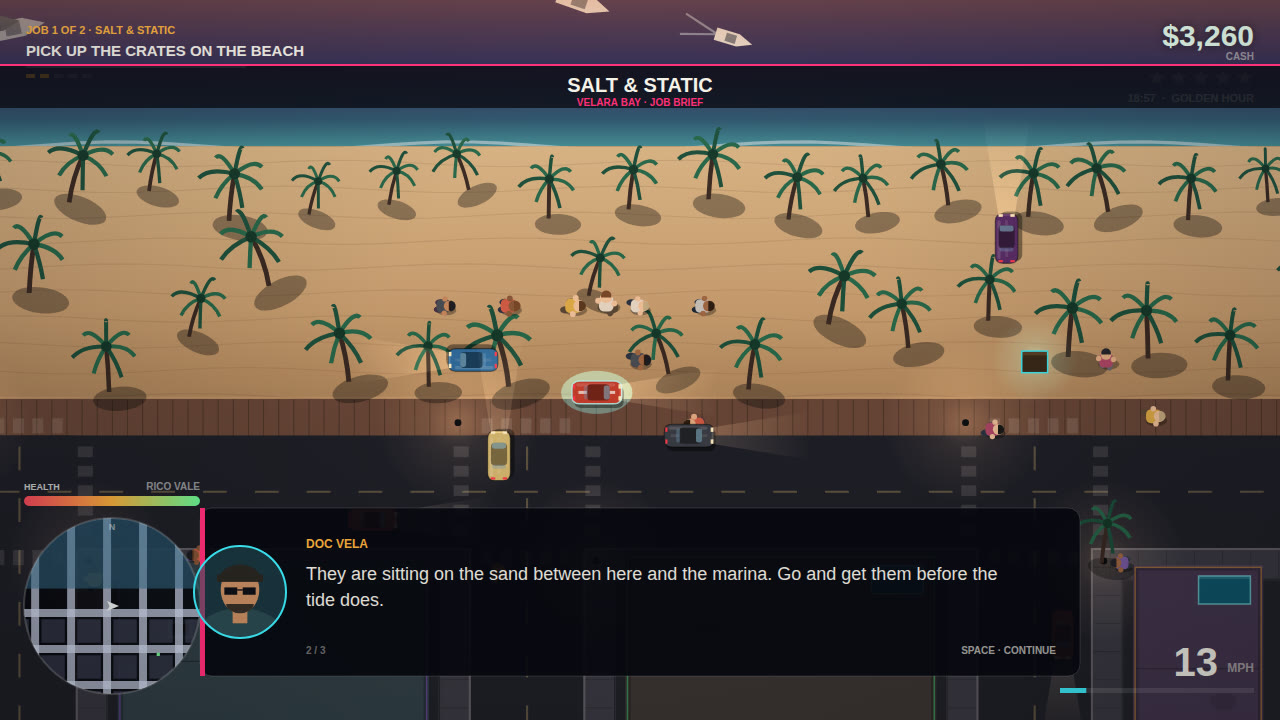 JOB 1 OF 2 · SALT & STATIC
PICK UP THE CRATES ON THE BEACH
$3,260
CASH
SALT & STATIC
VELARA BAY · JOB BRIEF
18:57 · GOLDEN HOUR
HEALTH
RICO VALE
N
DOC VELA
They are sitting on the sand between here and the marina. Go and get them before the
tide does.
2 / 3
SPACE · CONTINUE
13 MPH